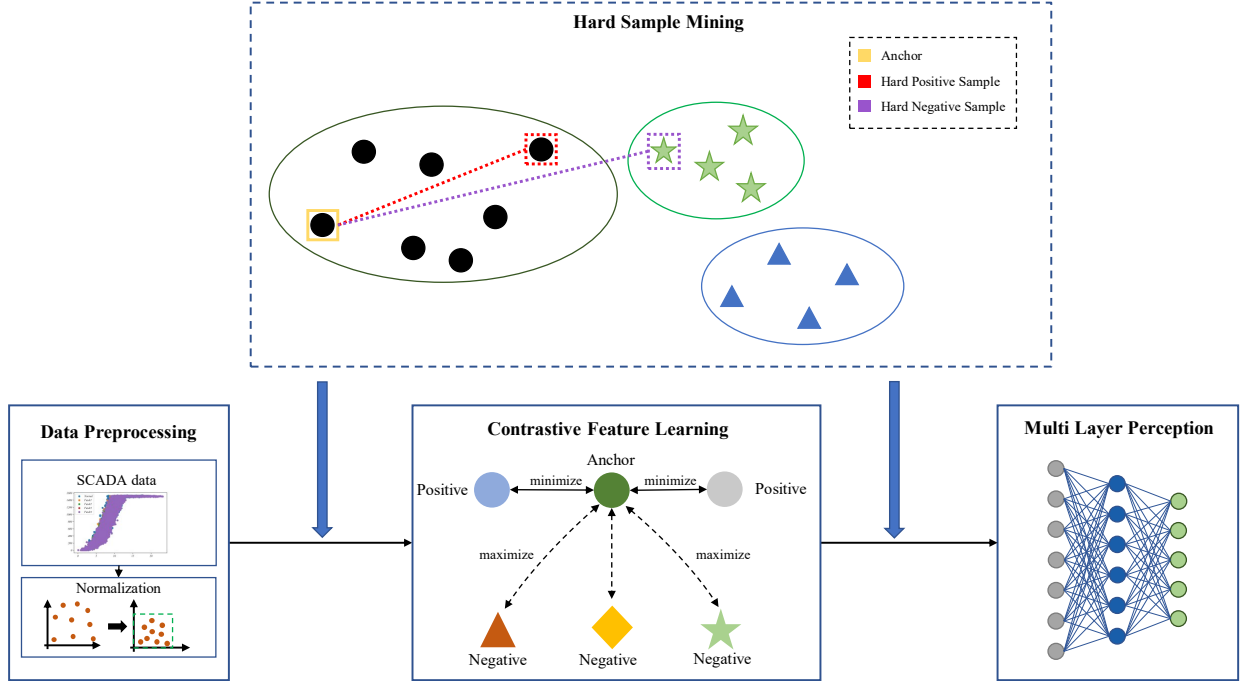 Hard Sample Mining
Anchor
Hard Positive Sample
Hard Negative Sample
Data Preprocessing
SCADA data
Normalization
Contrastive Feature Learning
Anchor
Positive
minimize
minimize
Positive
maximize
maximize
Negative
Negative
Negative
Multi Layer Perception